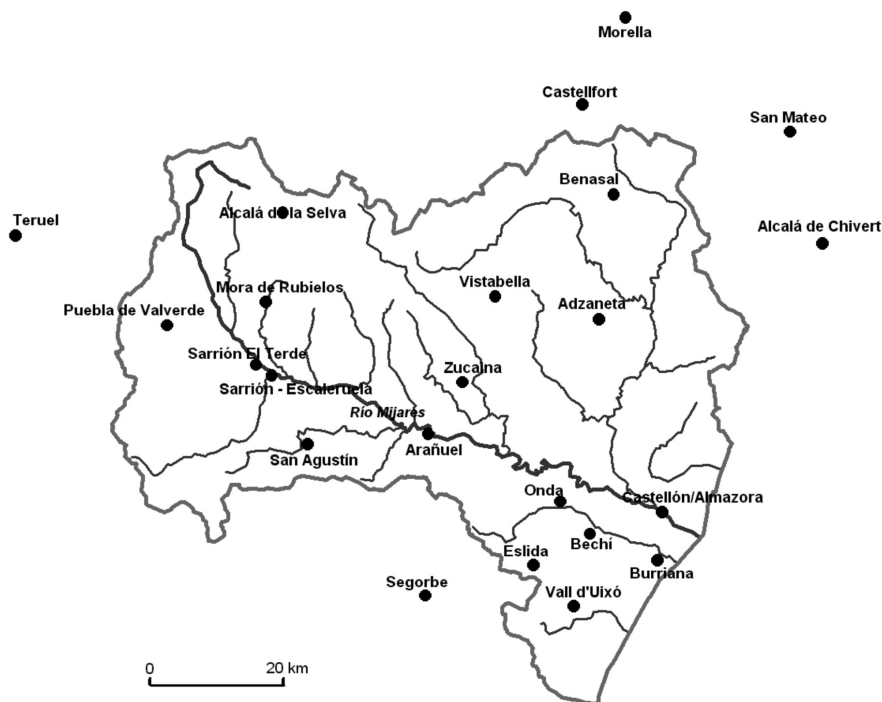 Morella
Castellfort
San Mateo
Benasal
Teruel
Alcalá de la Selva
Alcalá de Chivert
Mora de Rubielos
Vistabella
Puebla de Valverde
Adzaneta
Sarrión El Terde
Zucaina
Sarrión - Escaleruela
Río Mijares
San Agustín
Arañuel
Onda
Castellón/Almazora
Bechí
Eslida
Burriana
Segorbe
Vall d'Uixó
0 20 km